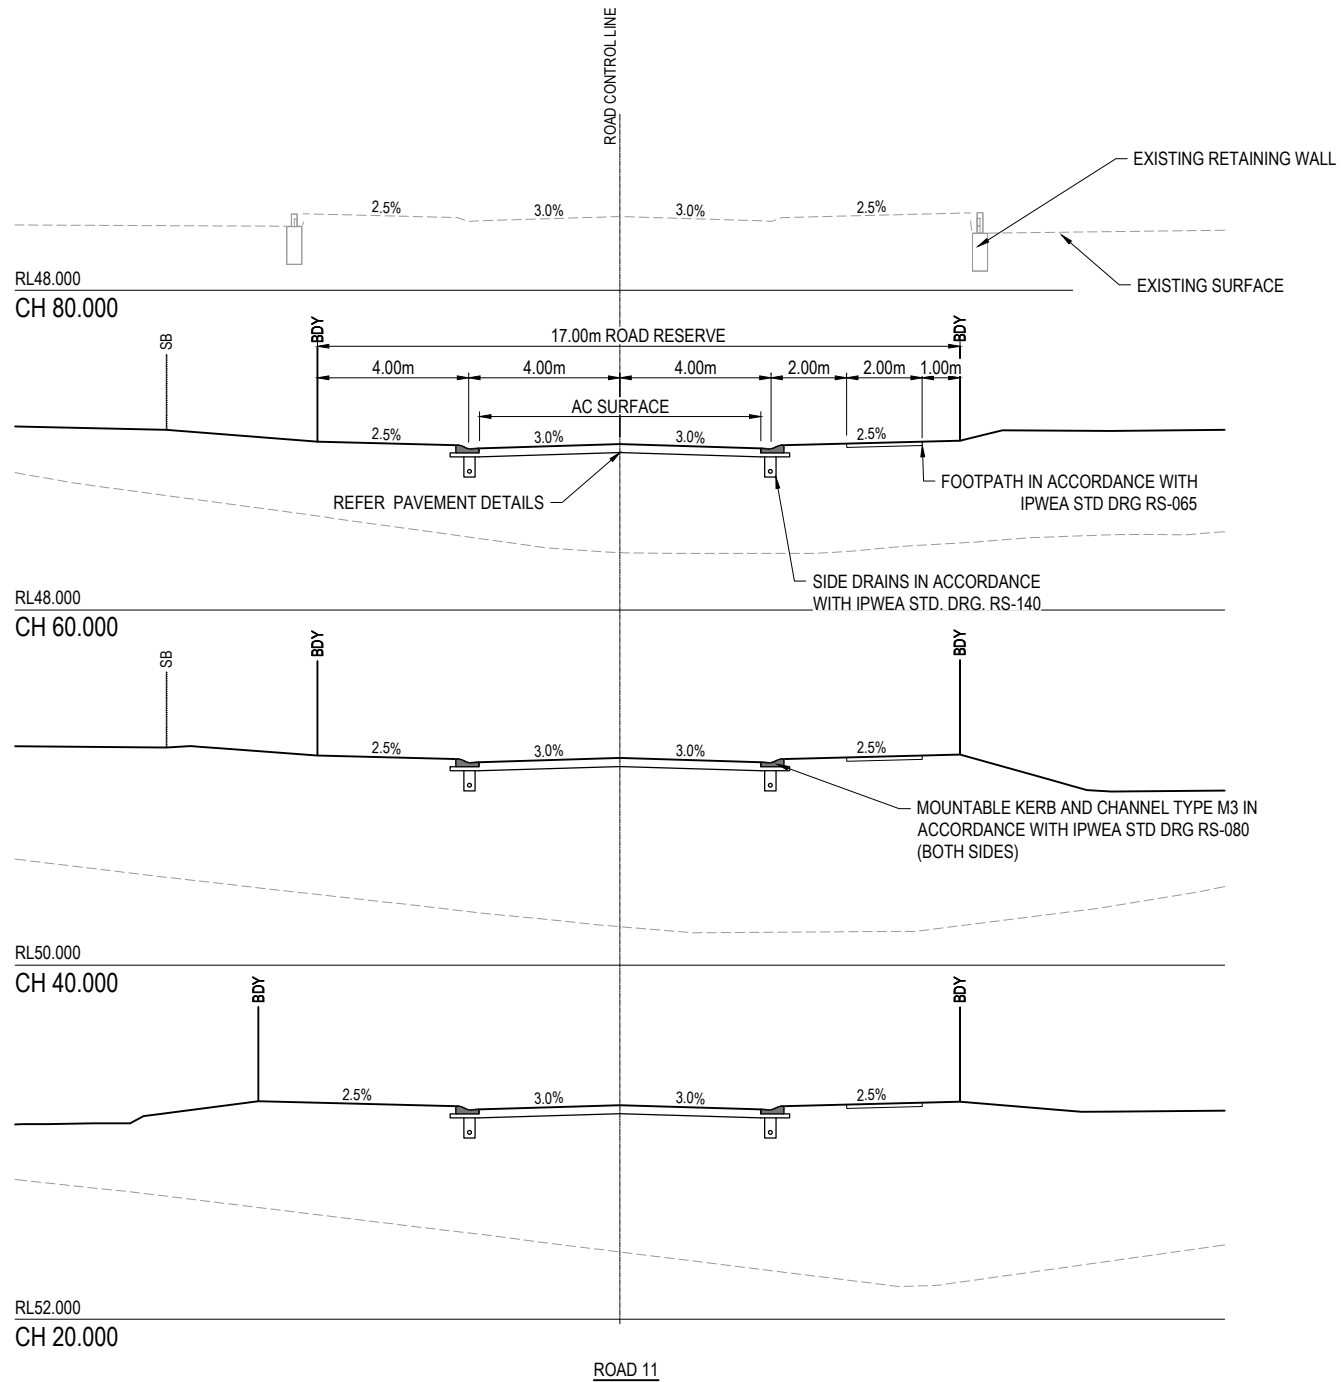 ROAD CONTROL LINE
EXISTING RETAINING WALL
2.5%
3.0%
3.0%
2.5%
EXISTING SURFACE
RL48.000
CH 80.000
SB
BDY
17.00m ROAD RESERVE
BDY
4.00m
4.00m
4.00m
2.00m
2.00m
1.00m
AC SURFACE
2.5%
3.0%
3.0%
2.5%
REFER PAVEMENT DETAILS
FOOTPATH IN ACCORDANCE WITH
IPWEA STD DRG RS-065
SIDE DRAINS IN ACCORDANCE
WITH IPWEA STD. DRG. RS-140
RL48.000
CH 60.000
SB
BDY
BDY
2.5%
3.0%
3.0%
2.5%
MOUNTABLE KERB AND CHANNEL TYPE M3 IN
ACCORDANCE WITH IPWEA STD DRG RS-080
(BOTH SIDES)
RL50.000
CH 40.000
BDY
BDY
2.5%
3.0%
3.0%
2.5%
RL52.000
CH 20.000
ROAD 11